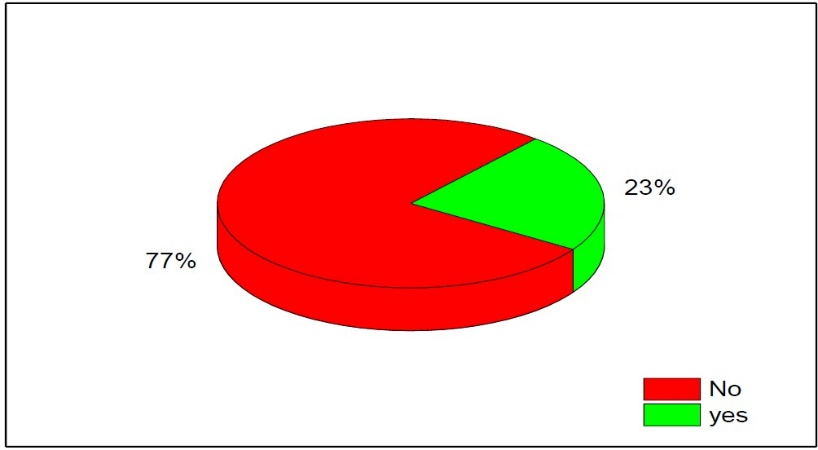 23%
77%
No
yes